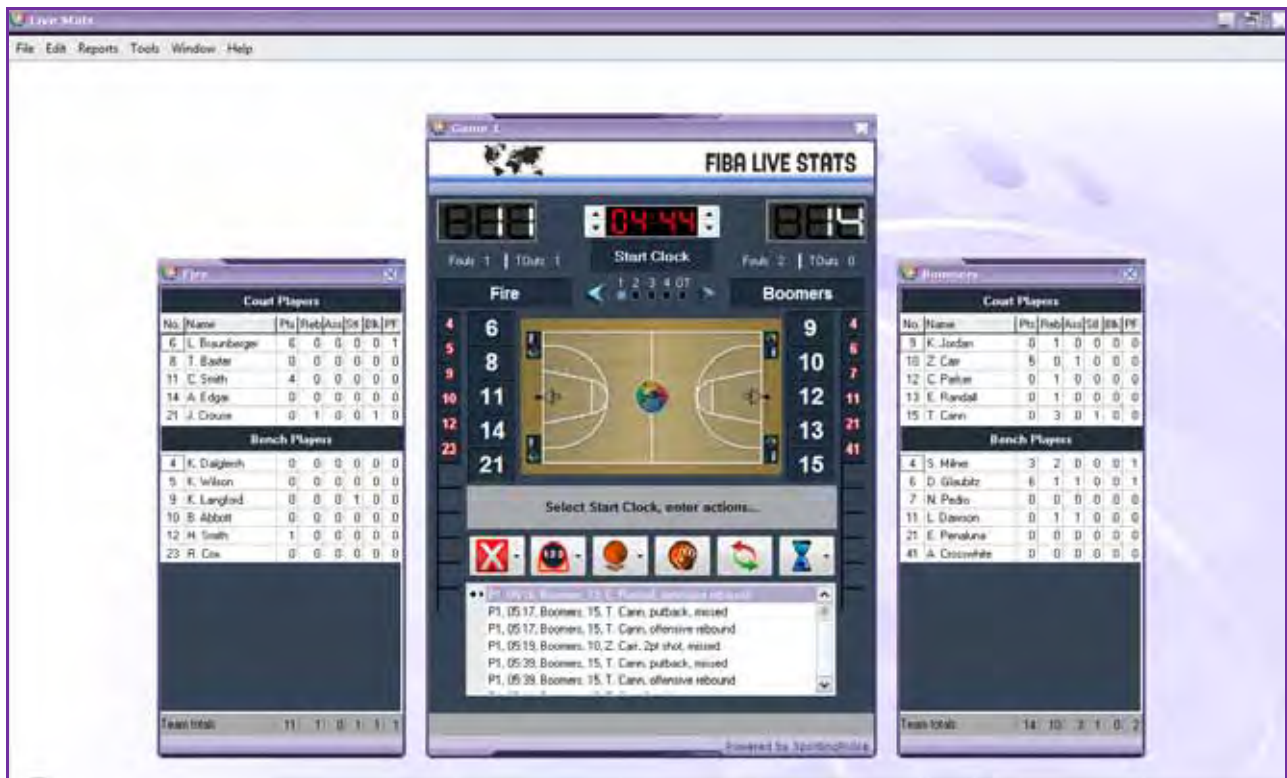 Live Stats
File Edit Reports Tools Window Help
Game 1
FIBA LIVE STATS
11 04:44 14
Fouls 1 | TOuts 1 Start Clock Fouls 2 | TOuts 0
1 2 3 4 OT
Fire Boomers
4 6 9 4
5 8 10 6
9 11 12 7
10 14 13 11
12 21 15 21
23 41
Select Start Clock, enter actions...
E. Randall, rebound
P1, 05:17, Boomers, 15, T. Cann, putback, missed
P1, 05:17, Boomers, 15, T. Cann, offensive rebound
P1, 05:19, Boomers, 10, Z. Carr, 2pt shot, missed
P1, 05:39, Boomers, 15, T. Cann, putback, missed
P1, 05:39, Boomers, 15, T. Cann, offensive rebound
Powered by
Fire
Court Players
No. Name Pts Reb Ass Stl Blk PF
6 L. Braunberger 6 0 0 0 0 1
8 T. Baxter 0 0 0 0 0 0
11 C. Smith 4 0 0 0 0 0
14 A. Edgar 0 0 0 0 0 0
21 J. Crouse 0 1 0 0 1 0
Bench Players
4 K. Dalgleish 0 0 0 0 0 0
5 K. Wilson 0 0 0 0 0 0
9 K. Langford 0 0 0 1 0 0
10 B. Abbott 0 0 0 0 0 0
12 H. Smith 1 0 0 0 0 0
23 R. Cox 0 0 0 0 0 0
Team totals 11 1 0 1 1 1
Boomers
Court Players
No. Name Pts Reb Ass Stl Blk PF
9 K. Jordan 0 1 0 0 0 0
10 Z. Carr 5 0 1 0 0 0
12 C. Parker 0 1 0 0 0 0
13 E. Randall 0 1 0 0 0 0
15 T. Cann 0 3 0 1 0 0
Bench Players
4 S. Milner 3 2 0 0 0 1
6 D. Glaubitz 6 1 1 0 0 1
7 N. Pedro 0 0 0 0 0 0
11 L. Dawson 0 1 1 0 0 0
21 E. Penaluna 0 0 0 0 0 0
41 A. Crosswhite 0 0 0 0 0 0
Team totals 14 10 3 1 0 2